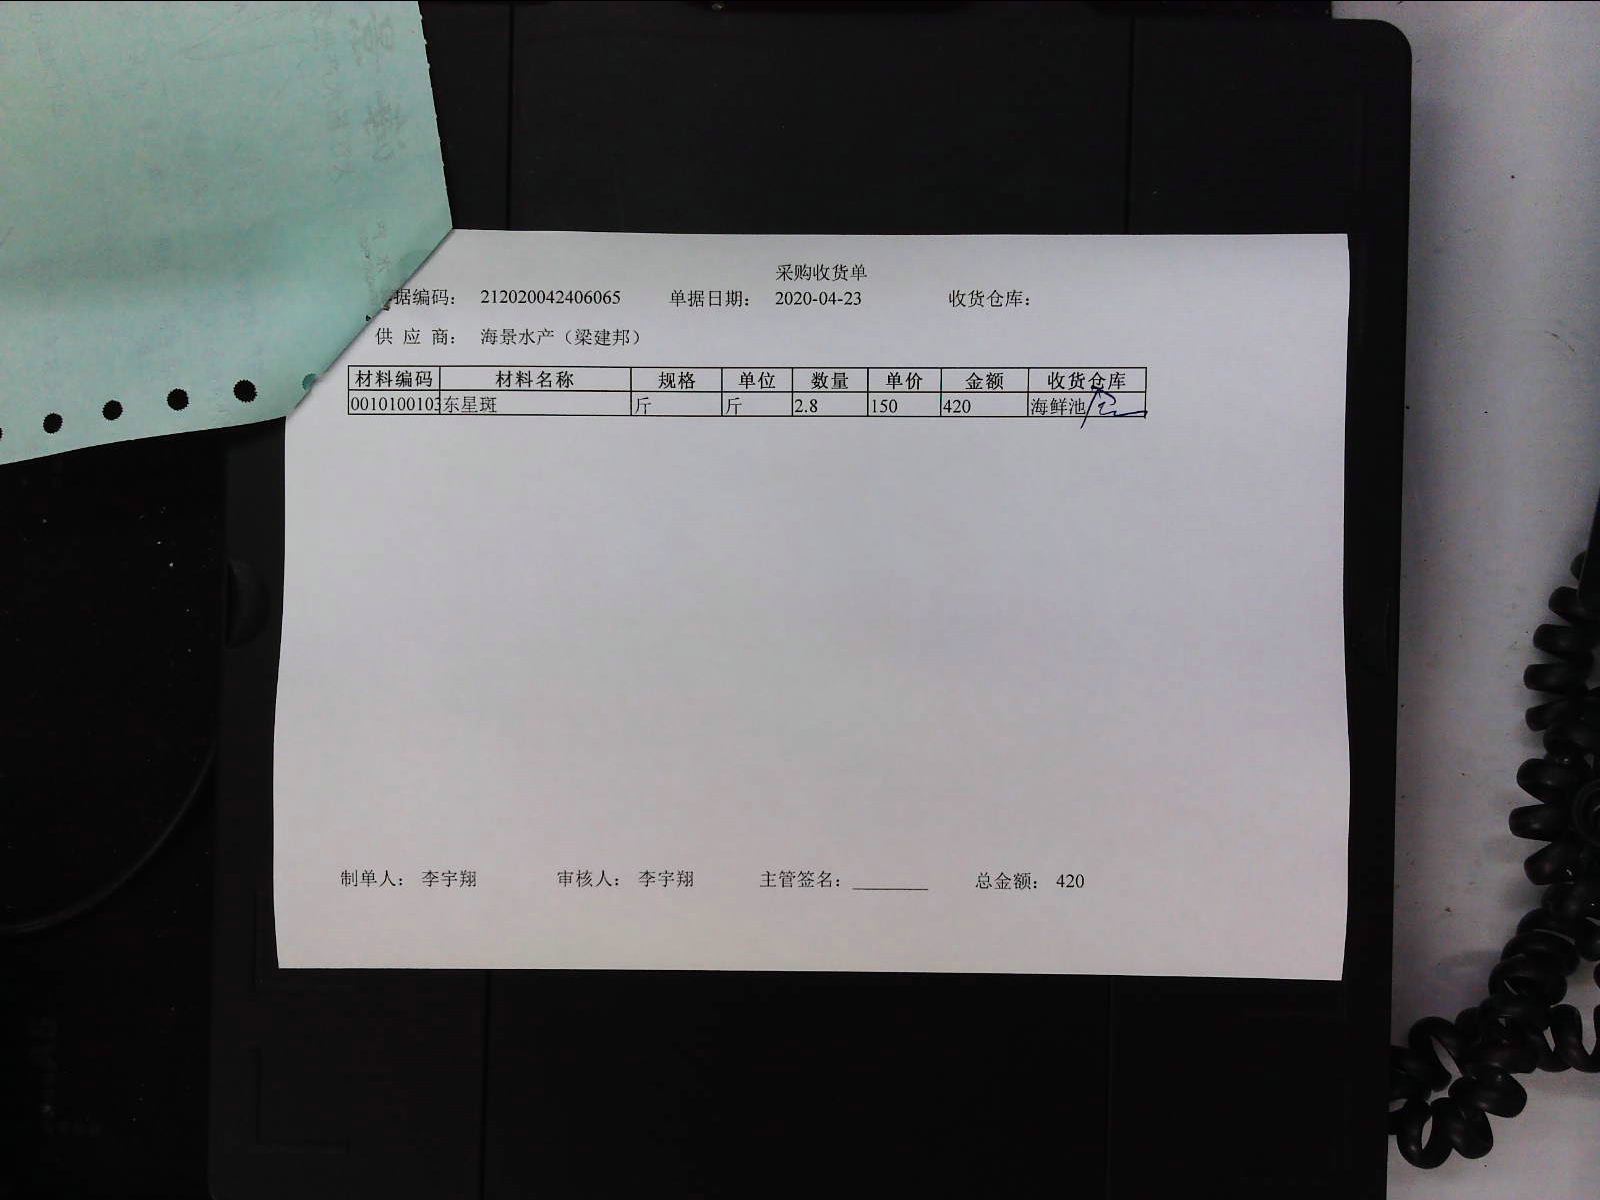 采购收货单
据编码： 212020042406065 单据日期： 2020-04-23 收货仓库：
供 应 商： 海景水产（梁建邦）
材料编码 材料名称 规格 单位 数量 单价 金额 收货仓库
0010100103 东星斑 斤 斤 2.8 150 420 海鲜池
制单人： 李宇翔 审核人： 李宇翔 主管签名：________ 总金额： 420